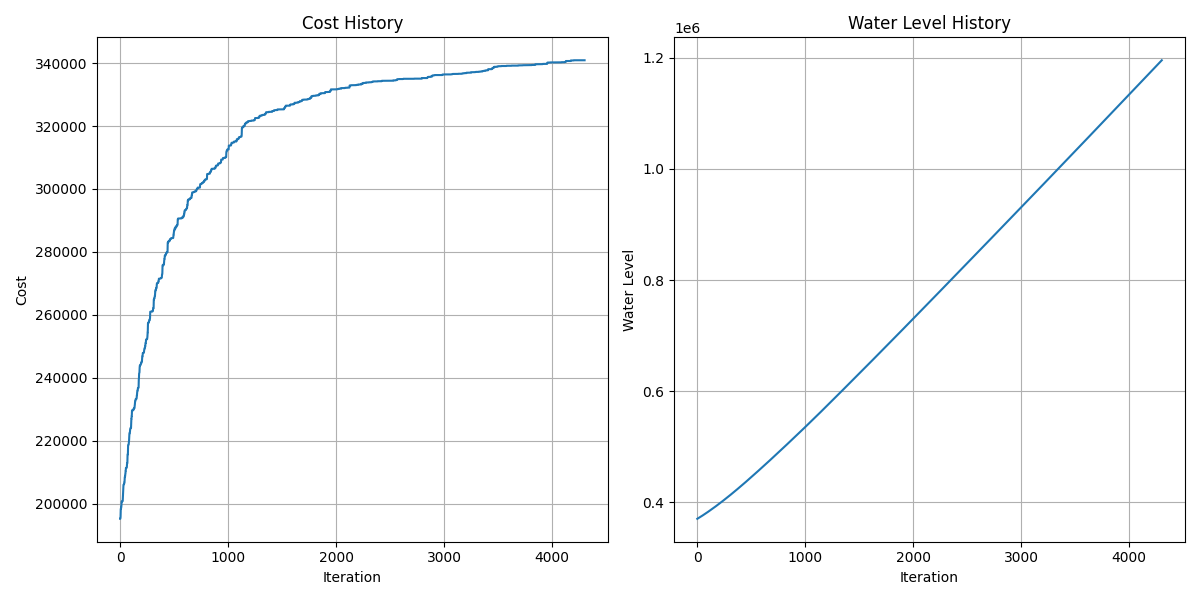 Cost History
Cost
340000
320000
300000
280000
260000
240000
220000
200000
0 1000 2000 3000 4000
Iteration
Water Level History
1e6
Water Level
1.2
1.0
0.8
0.6
0.4
0 1000 2000 3000 4000
Iteration